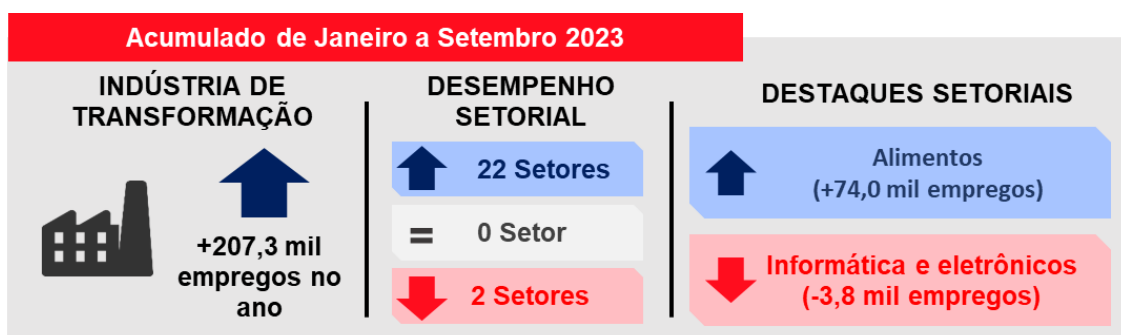 Acumulado de Janeiro a Setembro 2023
INDÚSTRIA DE
TRANSFORMAÇÃO
+207,3 mil
empregos no
ano
DESEMPENHO
SETORIAL
22 Setores
= 0 Setor
2 Setores
DESTAQUES SETORIAIS
Alimentos
(+74,0 mil empregos)
Informática e eletrônicos
(-3,8 mil empregos)